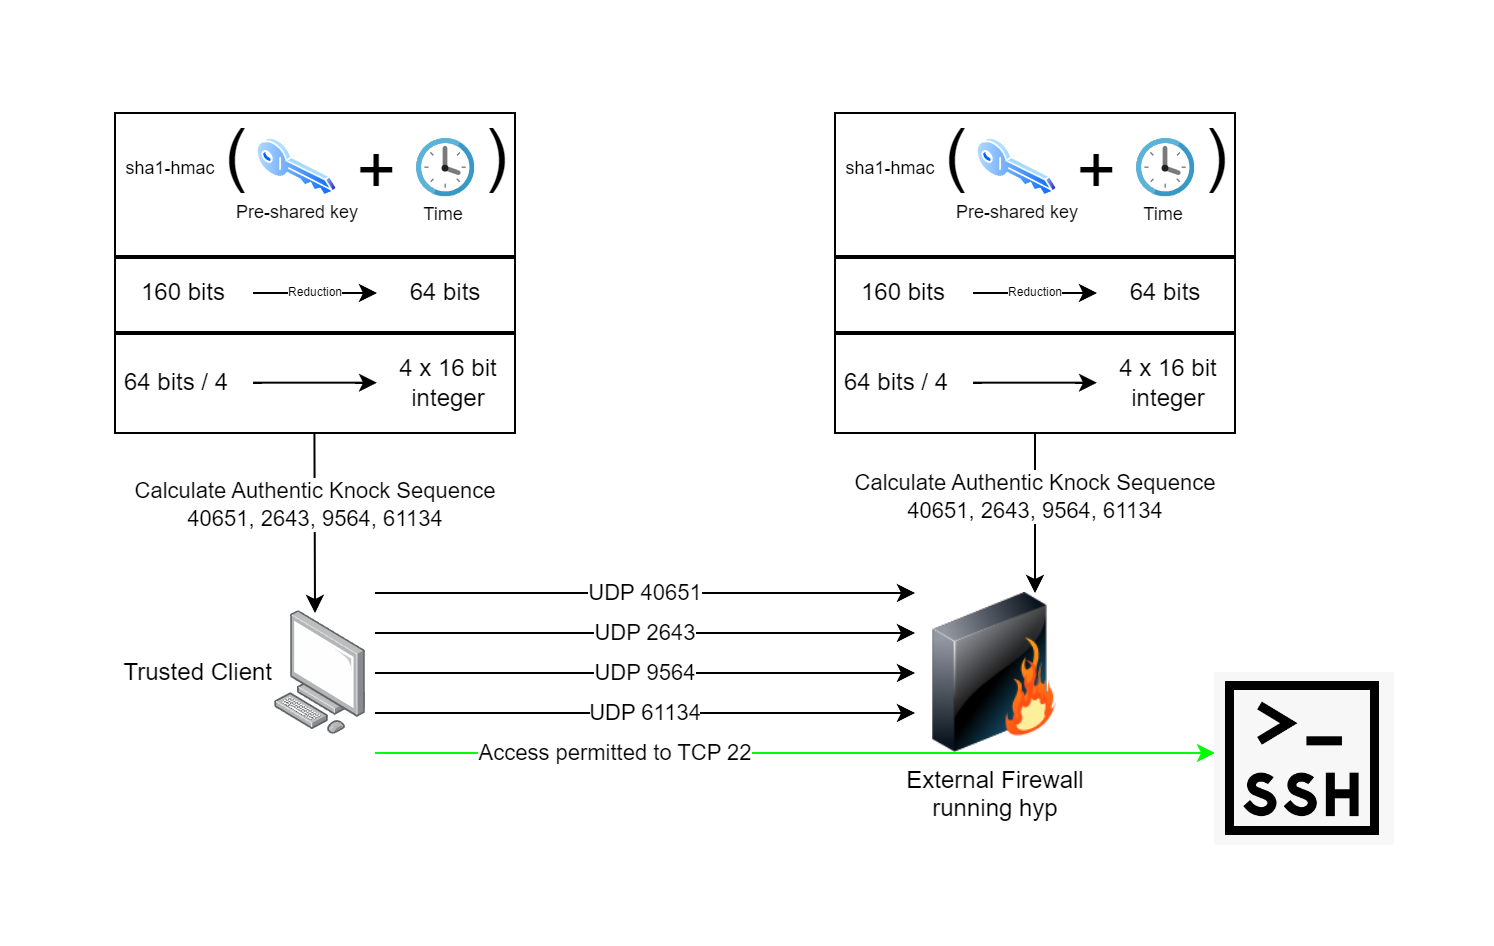 sha1-hmac ( + )
Pre-shared key
Time
160 bits
Reduction
64 bits
64 bits / 4
4 x 16 bit
integer
Calculate Authentic Knock Sequence
40651, 2643, 9564, 61134
sha1-hmac ( + )
Pre-shared key
Time
160 bits
Reduction
64 bits
64 bits / 4
4 x 16 bit
integer
Calculate Authentic Knock Sequence
40651, 2643, 9564, 61134
UDP 40651
UDP 2643
UDP 9564
UDP 61134
Access permitted to TCP 22
Trusted Client
External Firewall
running hyp
>_
SSH